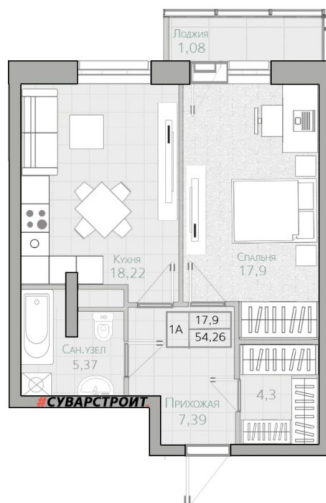 Лоджия
1,08
Кухня
18,22
Спальня
17,9
1А
17,9
54.26
Сан.узел
5,37
4,3
#СУВАРСТРОИТ
Прихожая
7,39